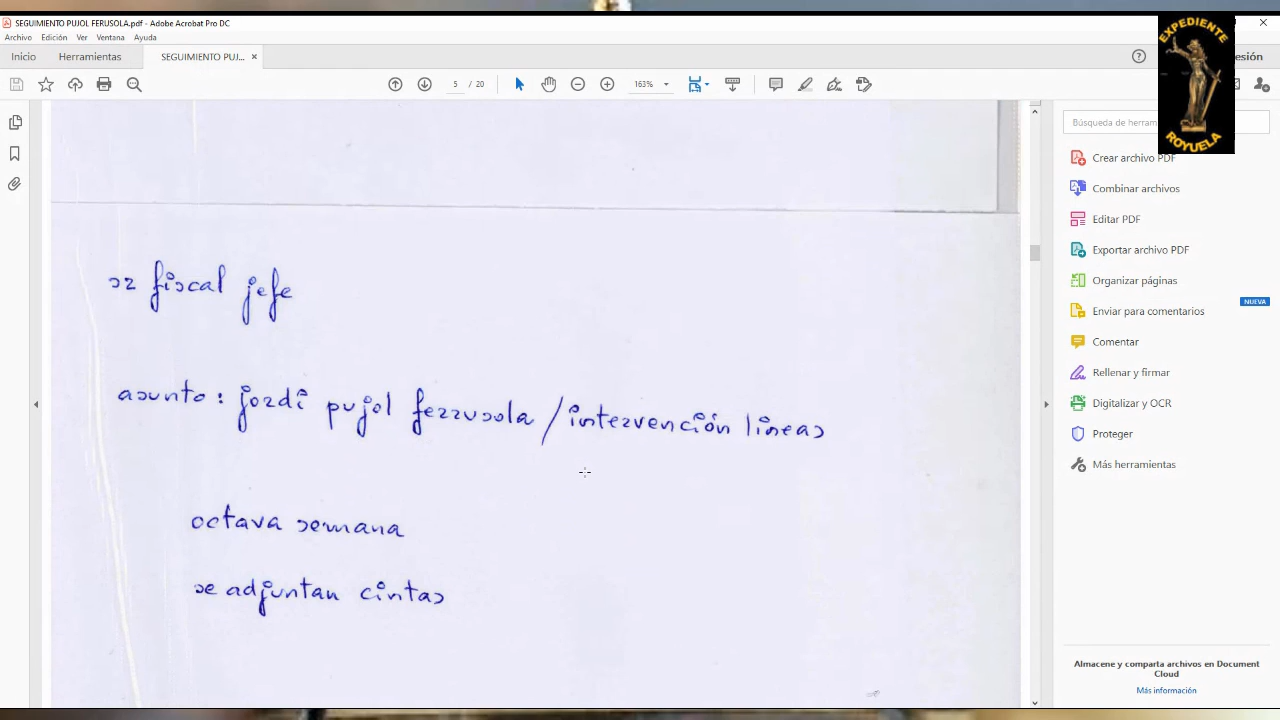 SEGUIMIENTO PUJOL FERUSOLA.pdf - Adobe Acrobat Pro DC
Archivo Edición Ver Ventana Ayuda
Inicio Herramientas SEGUIMIENTO PUJ... ×
esión
5 / 20 163%
EXPEDIENTE
ROYUELA
Búsqueda de herram
Crear archivo PDF
Combinar archivos
Editar PDF
Exportar archivo PDF
Organizar páginas
NUEVA
Enviar para comentarios
Comentar
Rellenar y firmar
Digitalizar y OCR
Proteger
Más herramientas
Almacene y comparta archivos en Document
Cloud
Más información
sr fiscal jefe
asunto: jordi pujol ferrusola/intervención lineas
octava semana
se adjuntan cintas